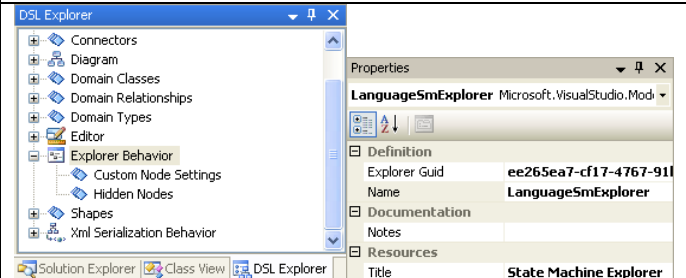 DSL Explorer
Connectors
Diagram
Domain Classes
Domain Relationships
Domain Types
Editor
Explorer Behavior
Custom Node Settings
Hidden Nodes
Shapes
Xml Serialization Behavior
Solution Explorer Class View DSL Explorer
Properties
LanguageSmExplorer Microsoft.VisualStudio.Mod
Definition
Explorer Guid ee265ea7-cf17-4767-91
Name LanguageSmExplorer
Documentation
Notes
Resources
Title State Machine Explorer